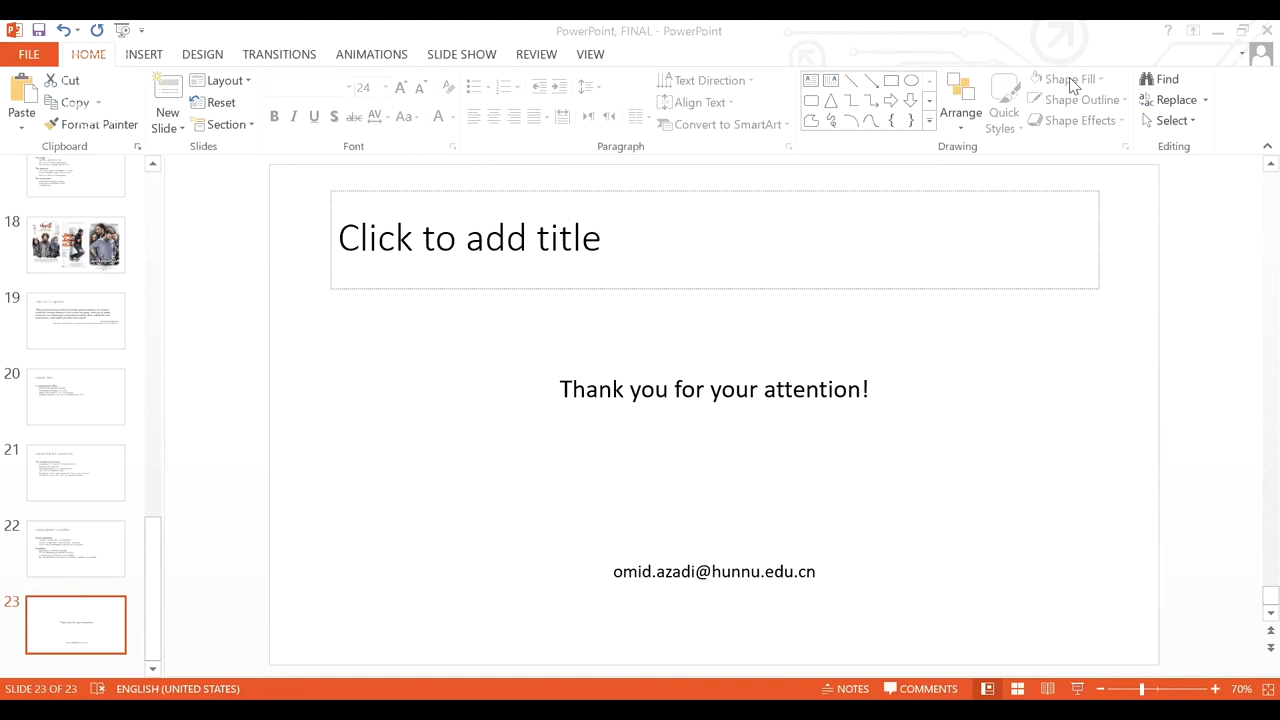 PowerPoint, FINAL - PowerPoint
FILE HOME INSERT DESIGN TRANSITIONS ANIMATIONS SLIDE SHOW REVIEW VIEW
Paste
Cut
Copy
Format Painter
Clipboard
New Slide
Layout
Reset
Section
Slides
24
B I U S abc AV Aa A
Font
Text Direction
Align Text
Convert to SmartArt
Paragraph
Arrange
Quick Styles
Shape Fill
Shape Outline
Shape Effects
Drawing
Find
Replace
Select
Editing
18
19
20
21
22
23
Click to add title
Thank you for your attention!
omid.azadi@hunnu.edu.cn
SLIDE 23 OF 23 ENGLISH (UNITED STATES) NOTES COMMENTS 70%